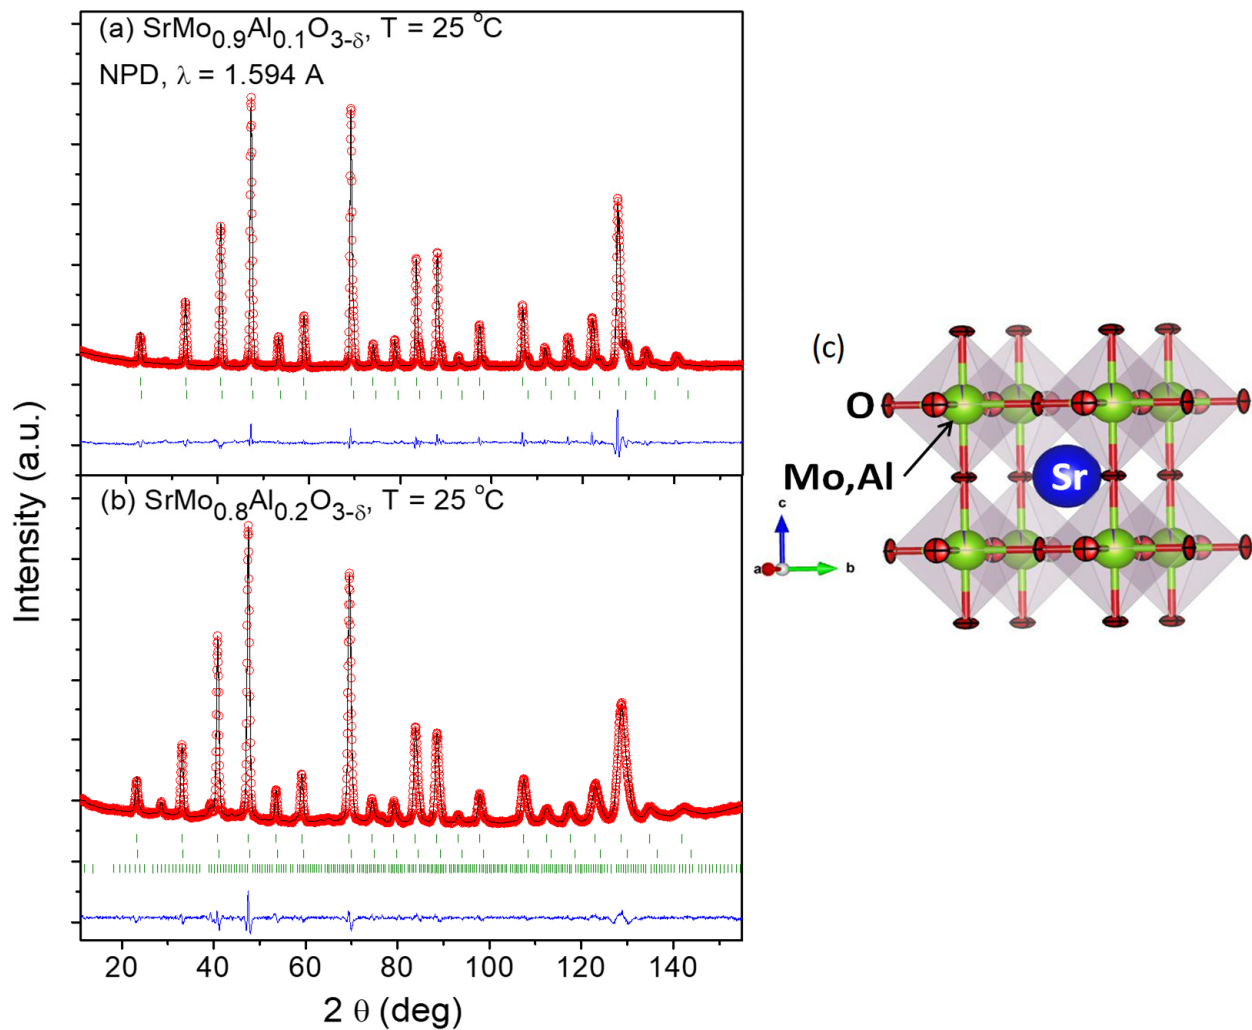 (a) SrMo0.9Al0.1O3-δ, T = 25 °C
NPD, λ = 1.594 A
(b) SrMo0.8Al0.2O3-δ, T = 25 °C
Intensity (a.u.)
20 40 60 80 100 120 140
2 θ (deg)
(c)
O
Mo,Al
Sr
c
a
b